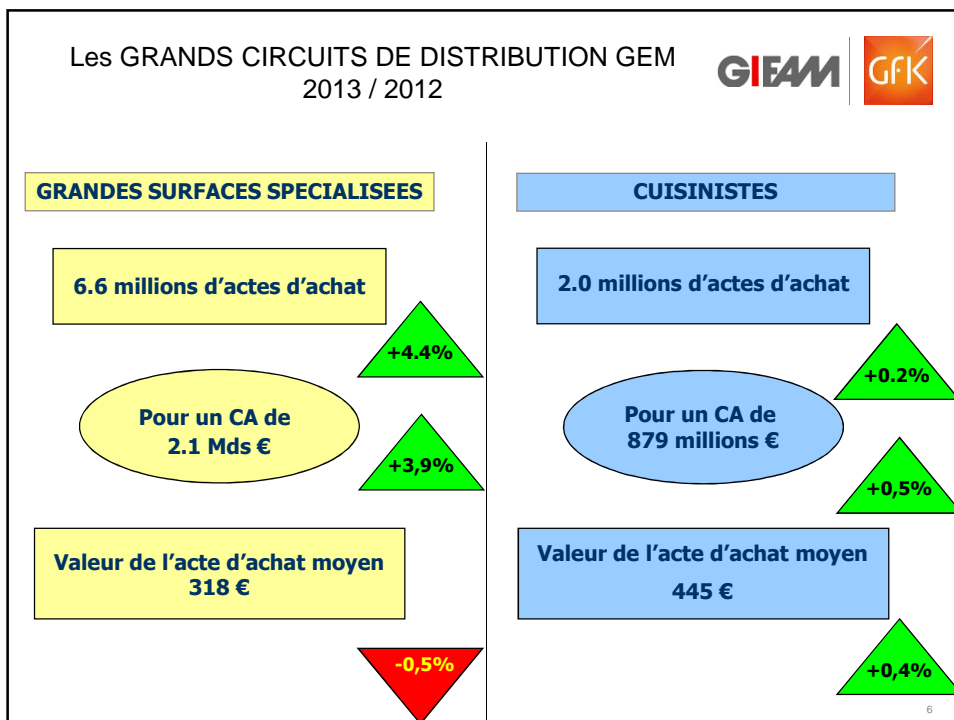 Les GRANDS CIRCUITS DE DISTRIBUTION GEM
2013 / 2012
GIFAM
GFK
GRANDES SURFACES SPECIALISEES
6.6 millions d’actes d’achat
+4.4%
Pour un CA de
2.1 Mds €
+3,9%
Valeur de l’acte d’achat moyen
318 €
-0,5%
CUISINISTES
2.0 millions d’actes d’achat
+0.2%
Pour un CA de
879 millions €
+0,5%
Valeur de l’acte d’achat moyen
445 €
+0,4%
6